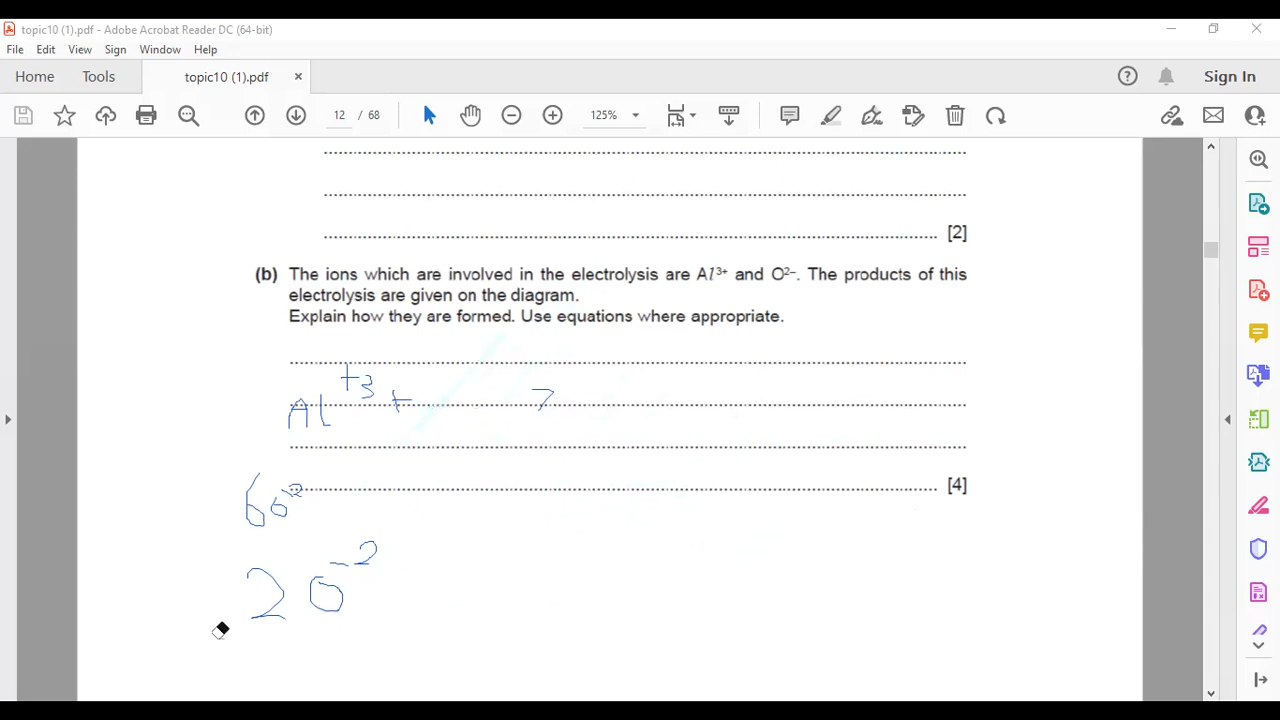 topic10 (1).pdf - Adobe Acrobat Reader DC (64-bit)
File Edit View Sign Window Help
Home Tools topic10 (1).pdf × Sign In
12 / 68 125%
[2]
(b) The ions which are involved in the electrolysis are Al³⁺ and O²⁻. The products of this
electrolysis are given on the diagram.
Explain how they are formed. Use equations where appropriate.
Al⁺³ +
[4]
6O⁻²
2 O⁻²